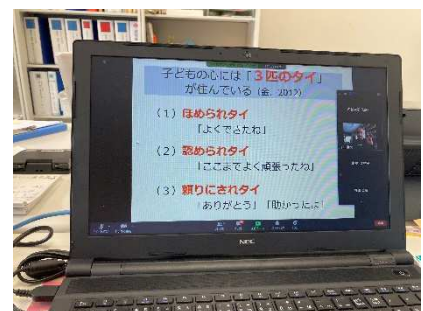 子どもの心には「３匹のタイ」
が住んでいる（金, 2012）
（1）ほめられタイ
「よくできたね」
（2）認められタイ
「ここまでよく頑張ったね」
（3）頼りにされタイ
「ありがとう」「助かったよ」
NEC